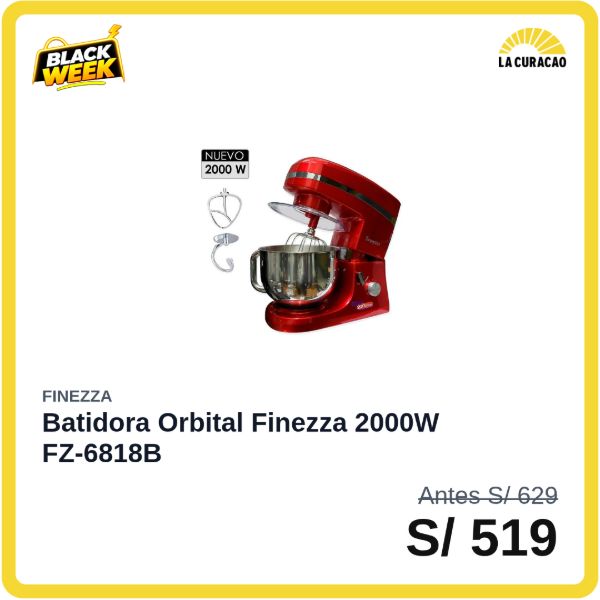 BLACK
WEEK
LA CURACAO
NUEVO
2000 W
FINEZZA
Batidora Orbital Finezza 2000W
FZ-6818B
Antes S/ 629
S/ 519